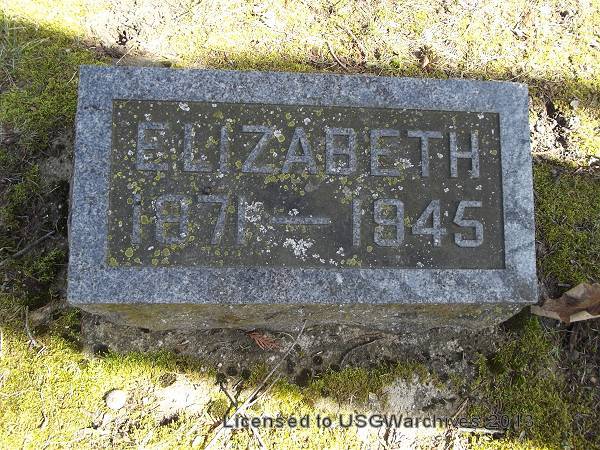 ELIZABETH
1871 — 1945
Licensed to USGWarchives 2013